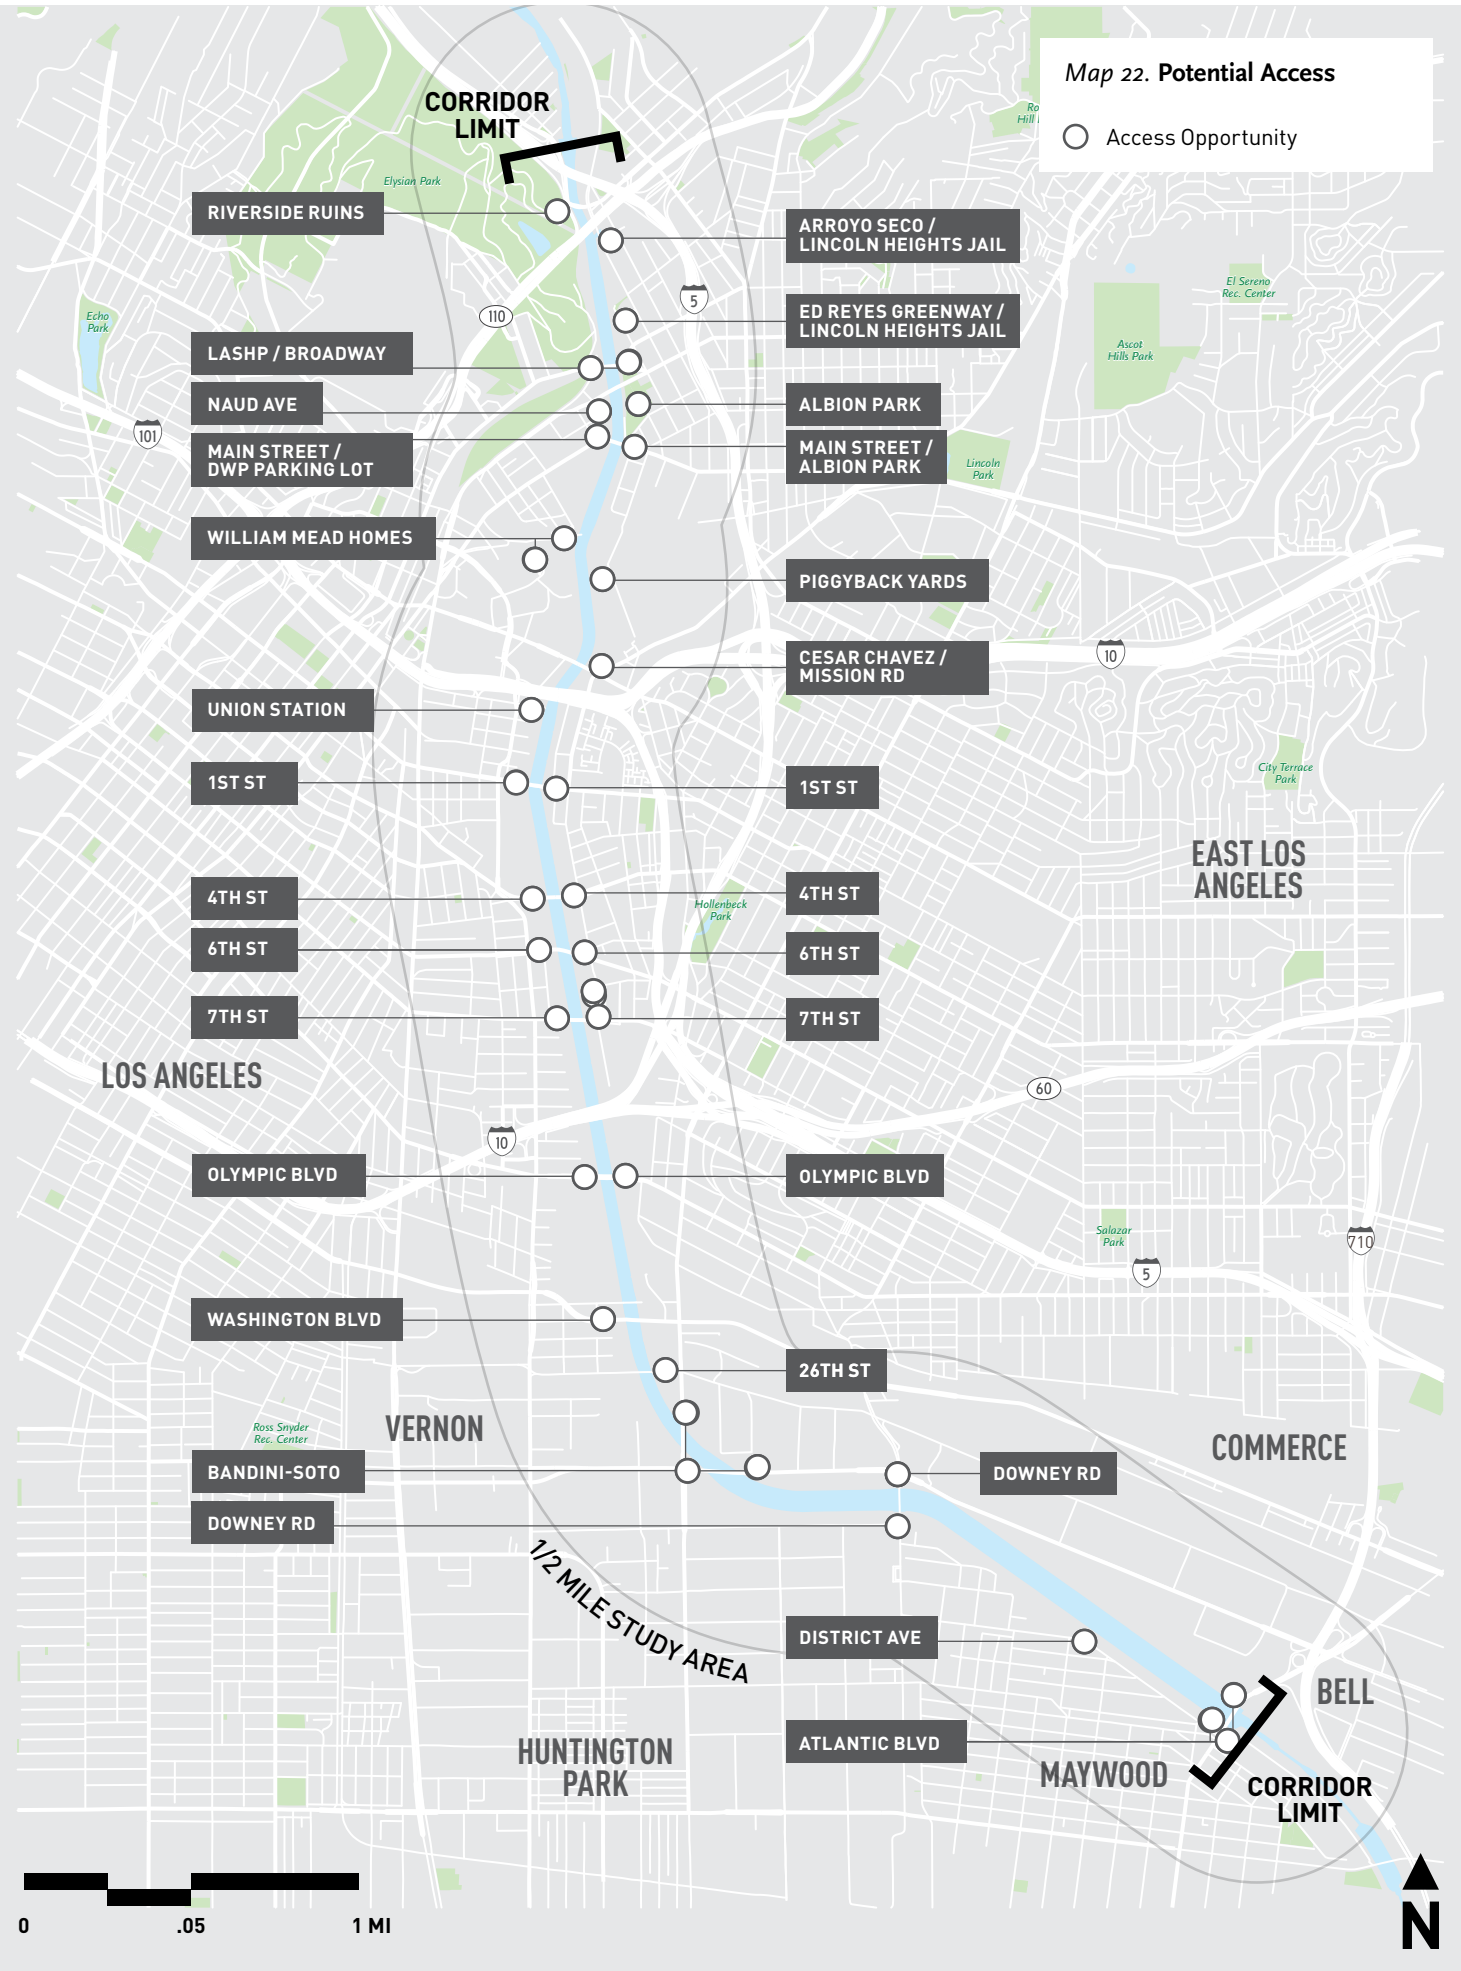 Map 22. Potential Access
Access Opportunity
CORRIDOR
LIMIT
Elysian Park
RIVERSIDE RUINS
ARROYO SECO /
LINCOLN HEIGHTS JAIL
El Sereno
Rec. Center
Echo
Park
110
5
ED REYES GREENWAY /
LINCOLN HEIGHTS JAIL
Ascot
Hills Park
LASHP / BROADWAY
NAUD AVE
ALBION PARK
101
MAIN STREET /
DWP PARKING LOT
MAIN STREET /
ALBION PARK
Lincoln
Park
WILLIAM MEAD HOMES
PIGGYBACK YARDS
CESAR CHAVEZ /
MISSION RD
10
UNION STATION
1ST ST
1ST ST
City Terrace
Park
EAST LOS
ANGELES
4TH ST
4TH ST
Hollenbeck
Park
6TH ST
6TH ST
7TH ST
7TH ST
LOS ANGELES
60
10
OLYMPIC BLVD
OLYMPIC BLVD
Salazar
Park
710
5
WASHINGTON BLVD
26TH ST
Ross Snyder
Rec. Center
VERNON
COMMERCE
BANDINI-SOTO
DOWNEY RD
DOWNEY RD
1/2 MILE STUDY AREA
DISTRICT AVE
BELL
ATLANTIC BLVD
HUNTINGTON
PARK
MAYWOOD
CORRIDOR
LIMIT
0 .05 1 MI
N